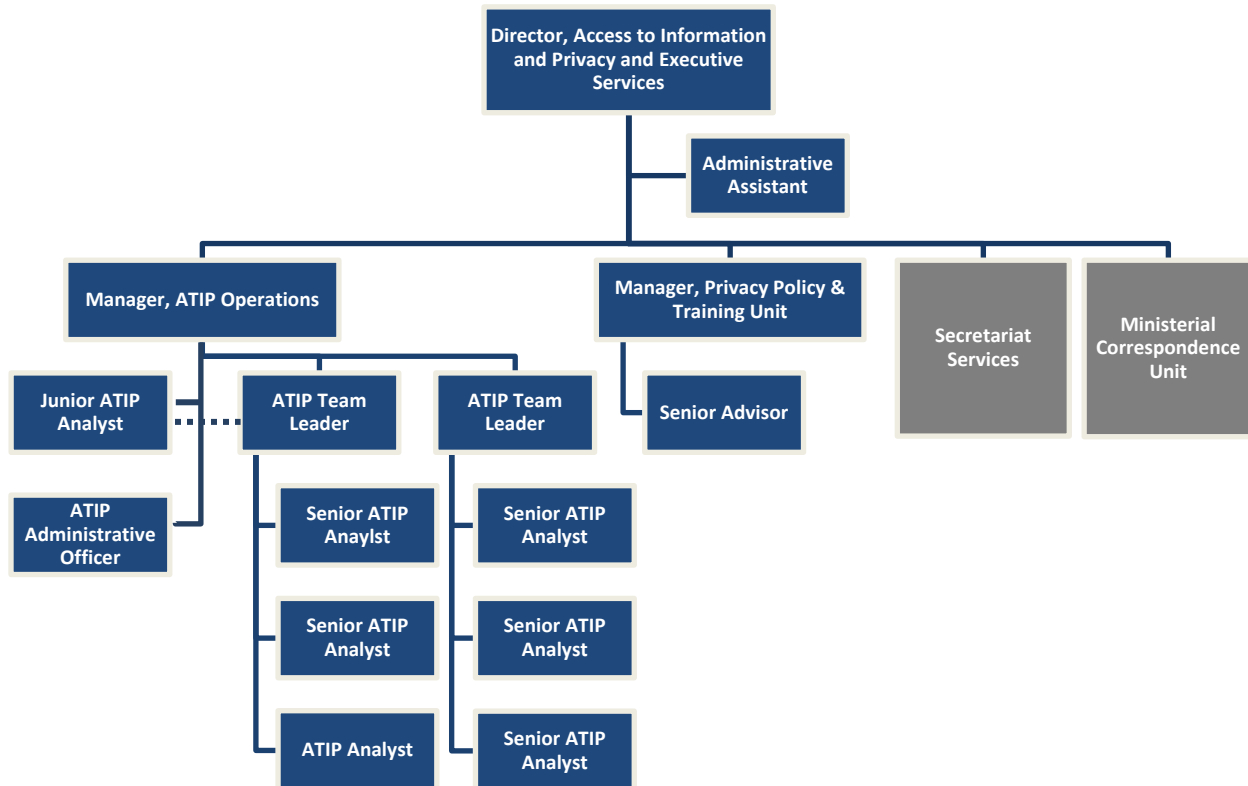 Director, Access to Information
and Privacy and Executive
Services
Administrative
Assistant
Manager, ATIP Operations
Manager, Privacy Policy &
Training Unit
Secretariat
Services
Ministerial
Correspondence
Unit
Junior ATIP
Analyst
ATIP Team
Leader
ATIP Team
Leader
Senior Advisor
ATIP
Administrative
Officer
Senior ATIP
Anaylst
Senior ATIP
Analyst
Senior ATIP
Analyst
Senior ATIP
Analyst
ATIP Analyst
Senior ATIP
Analyst